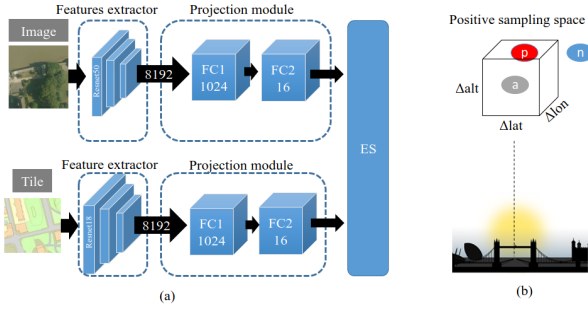 Features extractor
Projection module
Image
Resnet50
8192
FC1
1024
FC2
16
ES
Feature extractor
Projection module
Tile
Resnet18
8192
FC1
1024
FC2
16
(a)
Positive sampling space
p
n
a
Δalt
Δlon
Δlat
(b)